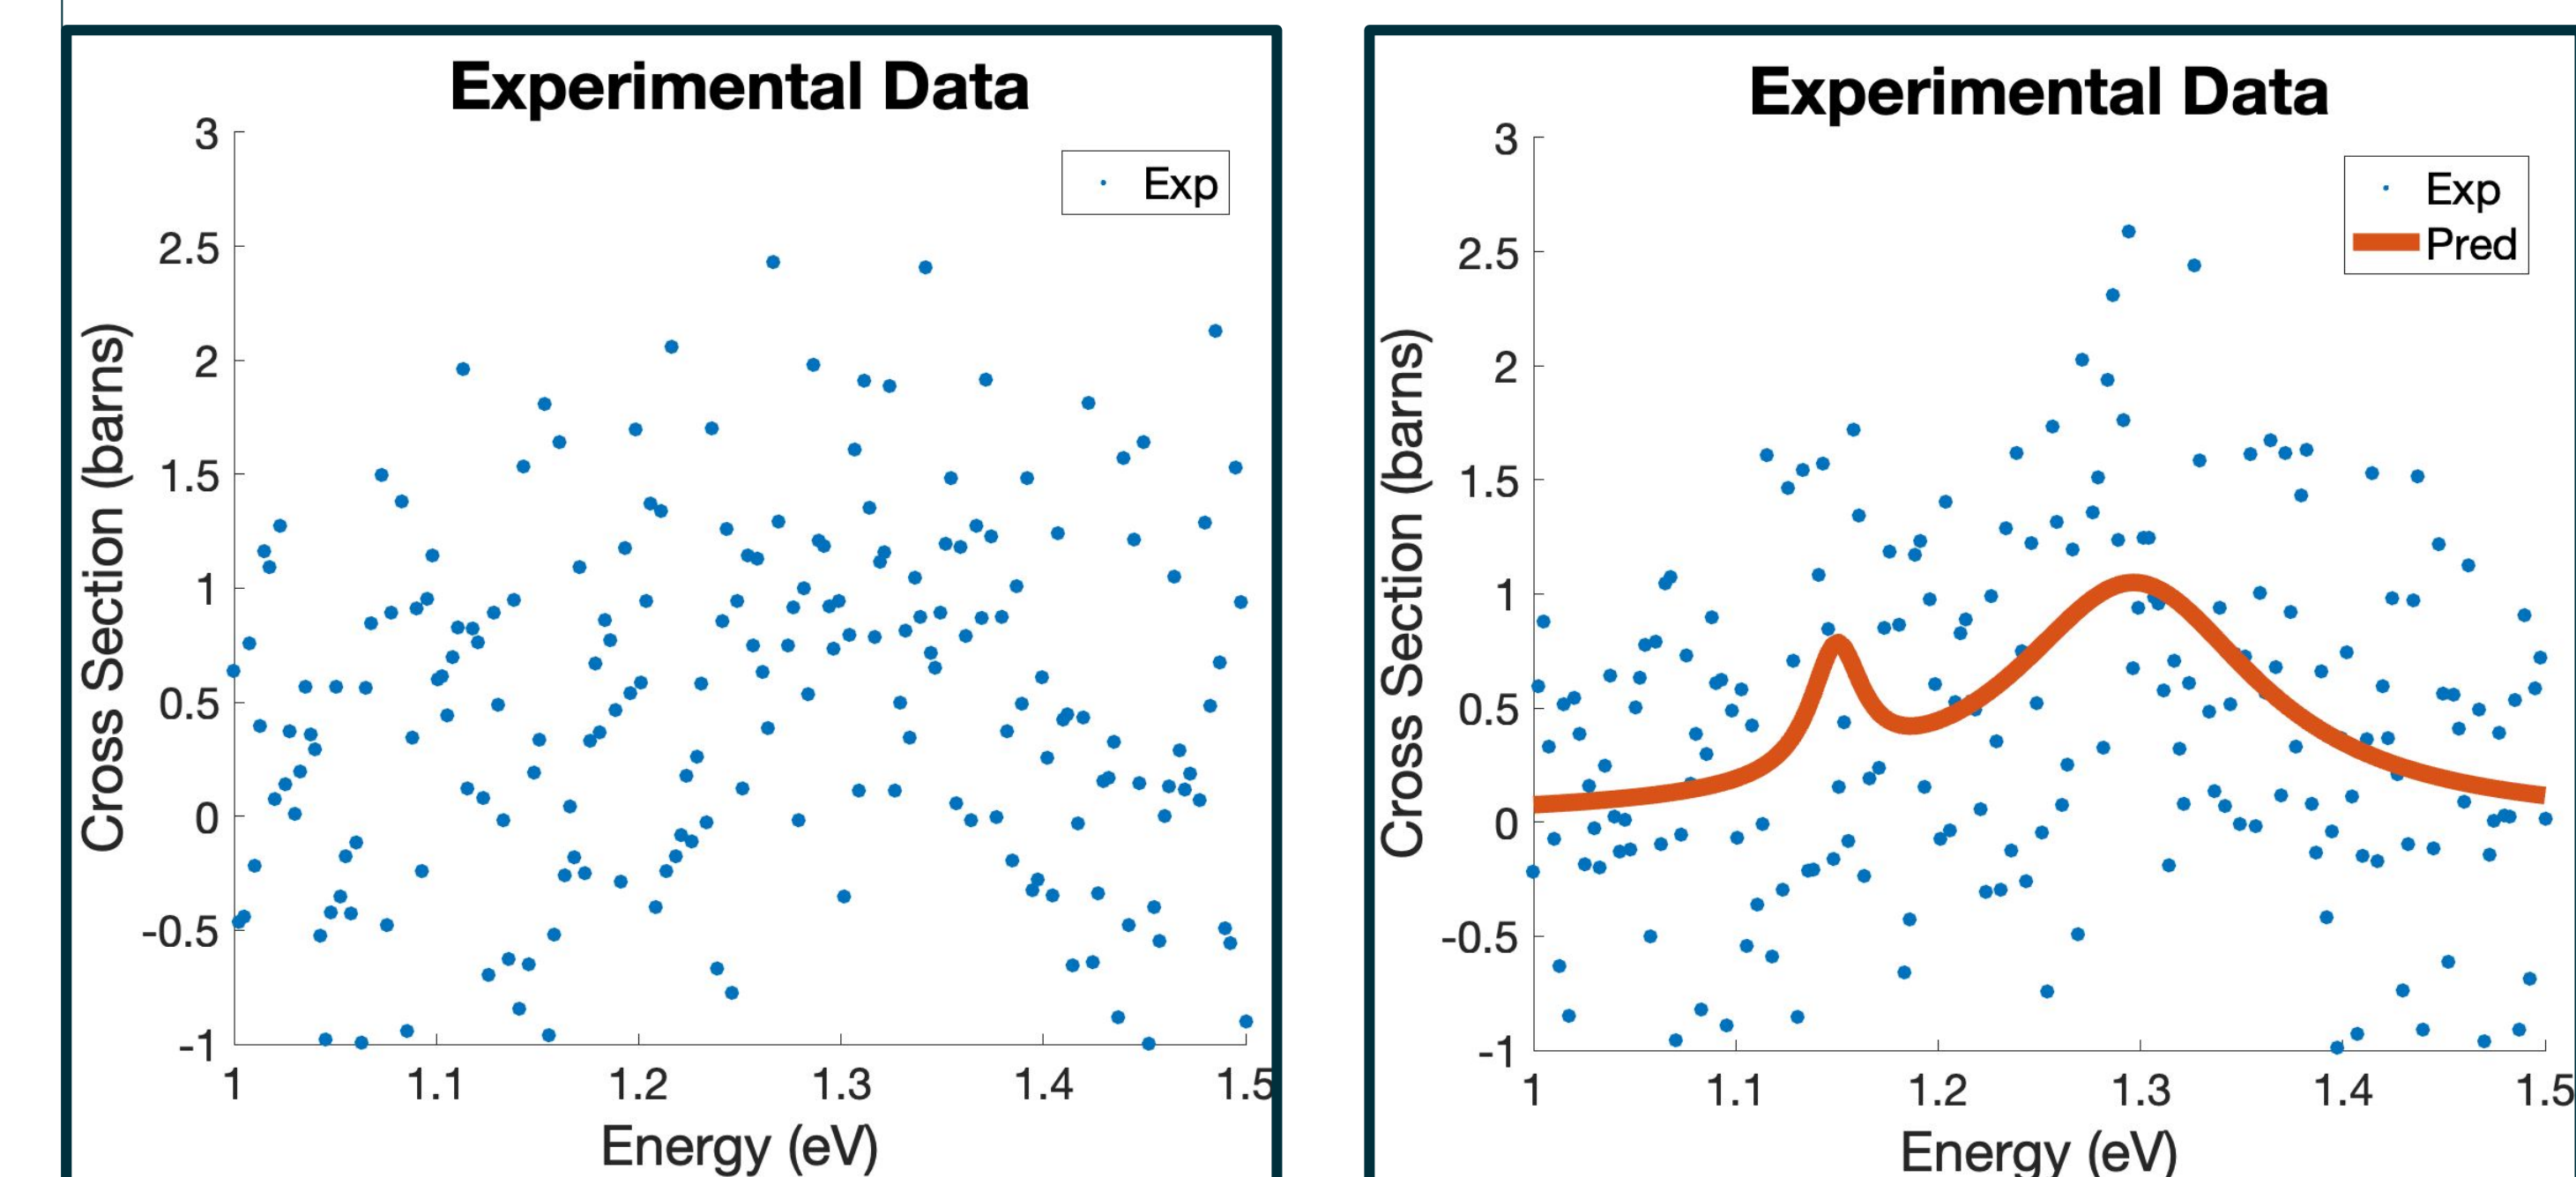 Experimental Data
3
2.5
2
1.5
1
0.5
0
-0.5
-1
1 1.1 1.2 1.3 1.4 1.5
Energy (eV)
Cross Section (barns)
Exp
Experimental Data
3
2.5
2
1.5
1
0.5
0
-0.5
-1
1 1.1 1.2 1.3 1.4 1.5
Energy (eV)
Cross Section (barns)
Exp
Pred